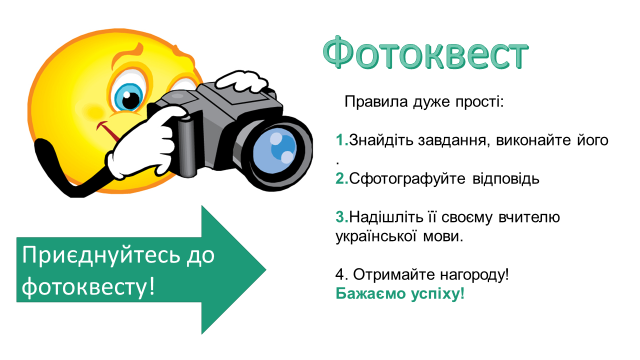 Фотоквест
Правила дуже прості:
1.Знайдіть завдання, виконайте його
.
2.Сфотографуйте відповідь
3.Надішліть її своєму вчителю
української мови.
4. Отримайте нагороду!
Бажаємо успіху!
Приєднуйтесь до
фотоквесту!